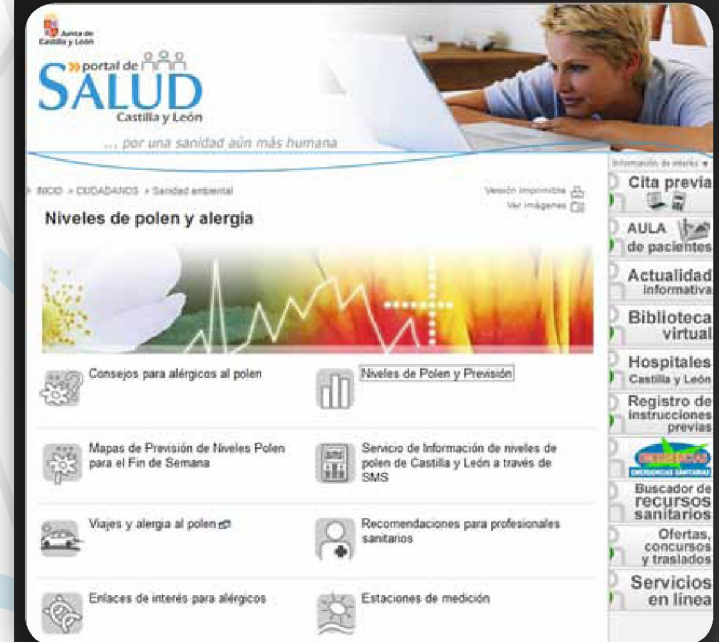 Junta de
Castilla y León
portal de
SALUD
Castilla y León
... por una sanidad aún más humana
Información de interés
INICIO » CIUDADANOS » Sanidad ambiental
Versión Imprimible
Ver imágenes
Niveles de polen y alergia
Consejos para alérgicos al polen
Niveles de Polen y Previsión
Mapas de Previsión de Niveles Polen
para el Fin de Semana
Servicio de Información de niveles de
polen de Castilla y León a través de
SMS
Viajes y alergia al polen
Recomendaciones para profesionales
sanitarios
Enlaces de interés para alérgicos
Estaciones de medición
Cita previa
AULA
de pacientes
Actualidad
informativa
Biblioteca
virtual
Hospitales
Castilla y León
Registro de
instrucciones
previas
EMERGENCIAS
EMERGENCIAS SANITARIAS
Buscador de
recursos
sanitarios
Ofertas,
concursos
y traslados
Servicios
en línea